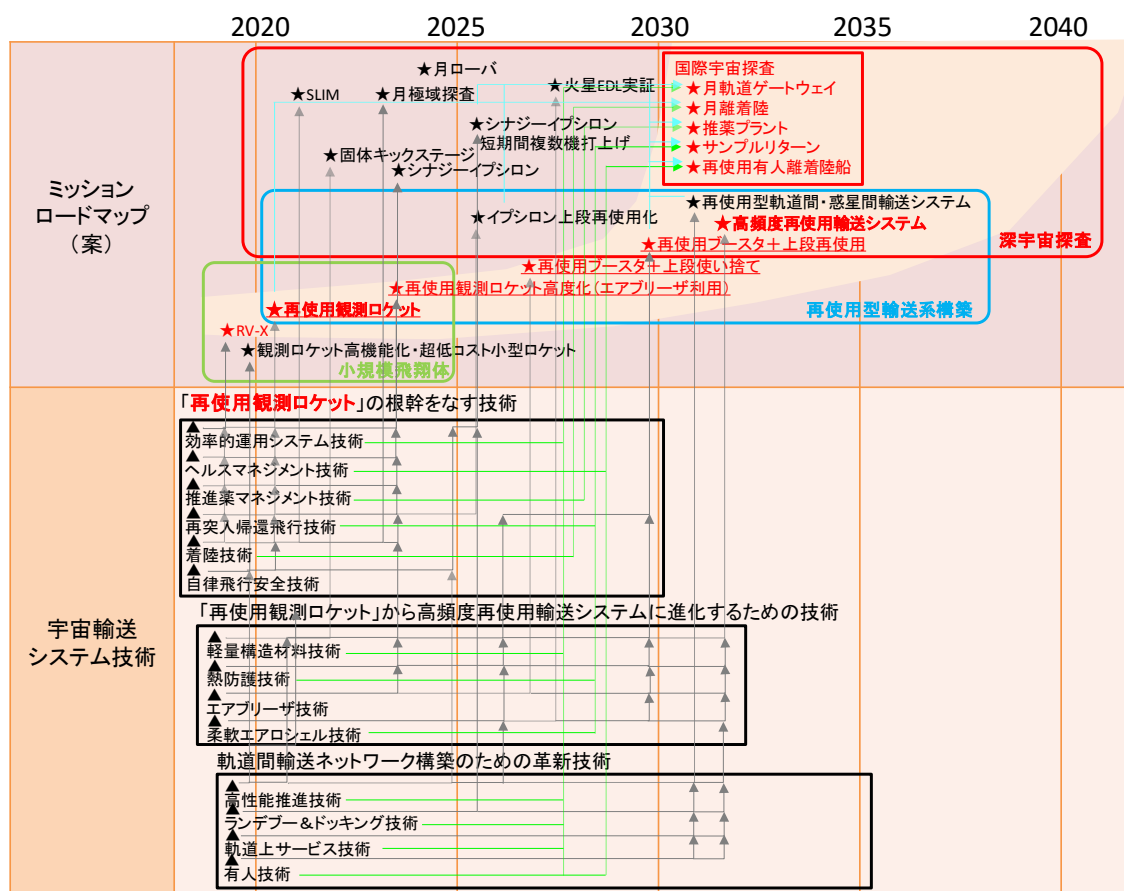 2020 2025 2030 2035 2040
ミッション
ロードマップ
（案）
★月ローバ
★SLIM
★月極域探査
★火星EDL実証
国際宇宙探査
★月軌道ゲートウェイ
★月離着陸
★推薬プラント
★サンプルリターン
★再使用有人離着陸船
★シナジーイプシロン
短期間複数機打上げ
★固体キックステージ
★シナジーイプシロン
★再使用型軌道間・惑星間輸送システム
★イプシロン上段再使用化
★高頻度再使用輸送システム
★再使用ブースタ＋上段再使用
深宇宙探査
★再使用ブースタ＋上段使い捨て
★再使用観測ロケット高度化（エアブリーザ利用）
★再使用観測ロケット
再使用型輸送系構築
★RV-X
★観測ロケット高機能化・超低コスト小型ロケット
小規模飛翔体
宇宙輸送
システム技術
「再使用観測ロケット」の根幹をなす技術
効率的運用システム技術
ヘルスマネジメント技術
推進薬マネジメント技術
再突入帰還飛行技術
着陸技術
自律飛行安全技術
「再使用観測ロケット」から高頻度再使用輸送システムに進化するための技術
軽量構造材料技術
熱防護技術
エアブリーザ技術
柔軟エアロシェル技術
軌道間輸送ネットワーク構築のための革新技術
高性能推進技術
ランデブー＆ドッキング技術
軌道上サービス技術
有人技術